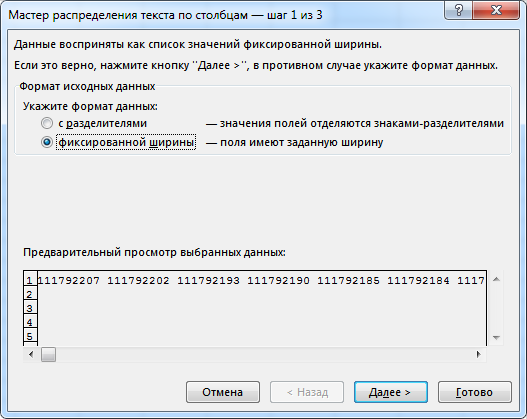 Мастер распределения текста по столбцам — шаг 1 из 3
Данные восприняты как список значений фиксированной ширины.
Если это верно, нажмите кнопку "Далее >", в противном случае укажите формат данных.
Формат исходных данных
Укажите формат данных:
с разделителями — значения полей отделяются знаками-разделителями
фиксированной ширины — поля имеют заданную ширину
Предварительный просмотр выбранных данных:
1 111792207 111792202 111792193 111792190 111792185 111792184 1117
2
3
4
5
Отмена < Назад Далее > Готово